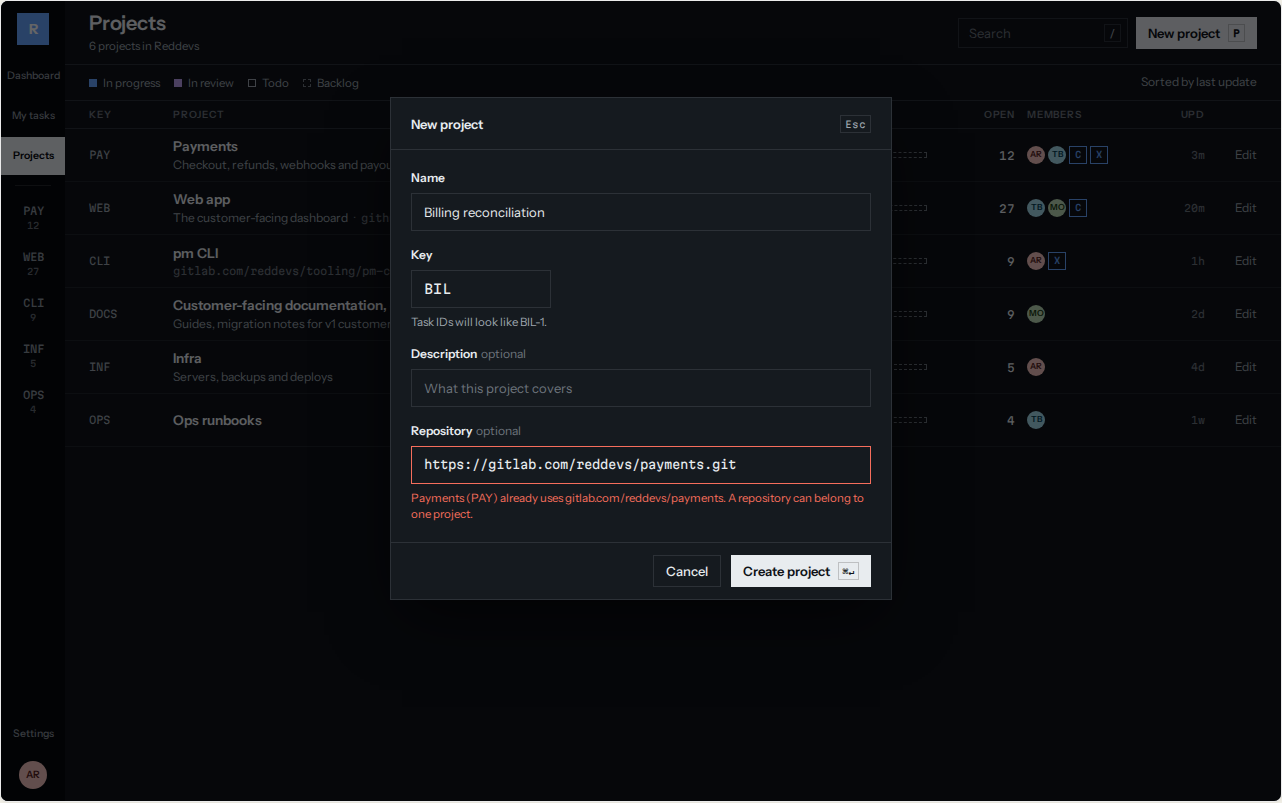 R
Projects
6 projects in Reddevs
Search /
New project P
Dashboard
My tasks
Projects
PAY
12
WEB
27
CLI
9
DOCS
9
INF
5
OPS
4
Settings
AR
In progress In review Todo Backlog
Sorted by last update
KEY PROJECT OPEN MEMBERS UPD
PAY Payments 12 AR TB C X 3m Edit
Checkout, refunds, webhooks and payou
WEB Web app 27 TB MO C 20m Edit
The customer-facing dashboard · gith
CLI pm CLI 9 AR X 1h Edit
gitlab.com/reddevs/tooling/pm-c
DOCS Customer-facing documentation, 9 MO 2d Edit
Guides, migration notes for v1 customer
INF Infra 5 AR 4d Edit
Servers, backups and deploys
OPS Ops runbooks 4 TB 1w Edit
New project Esc
Name
Billing reconciliation
Key
BIL
Task IDs will look like BIL-1.
Description optional
What this project covers
Repository optional
https://gitlab.com/reddevs/payments.git
Payments (PAY) already uses gitlab.com/reddevs/payments. A repository can belong to
one project.
Cancel
Create project ⌘↵